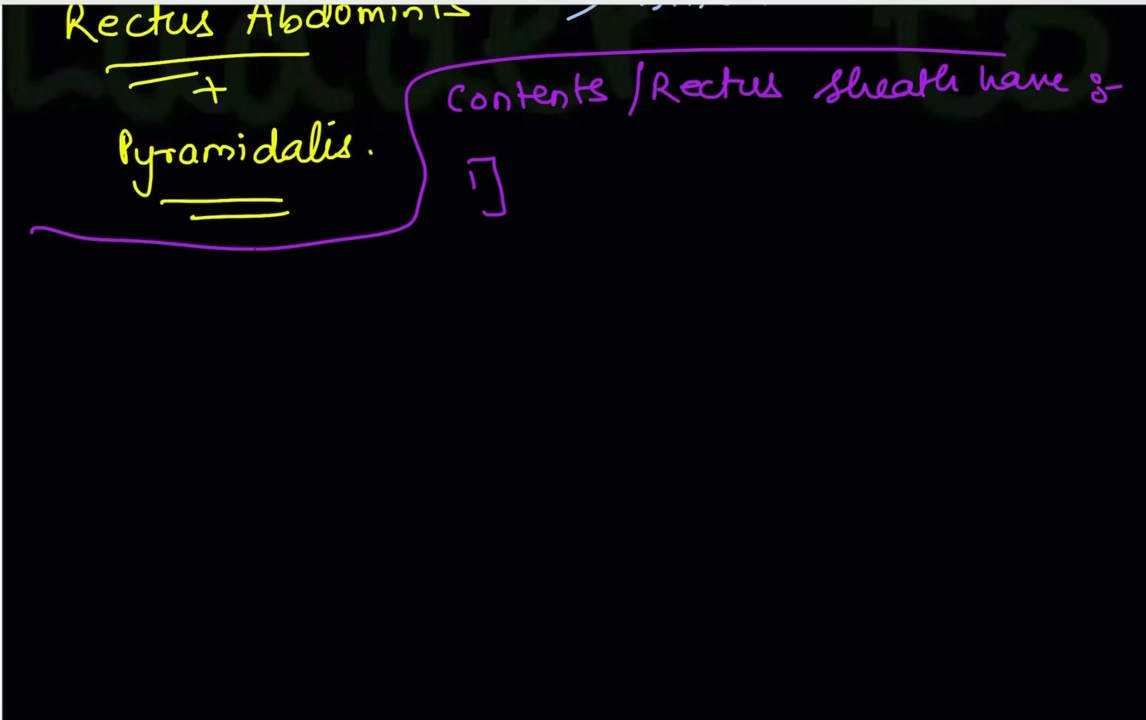 Rectus Abdominis
+
Pyramidalis.
Contents / Rectus sheath have :-
1]